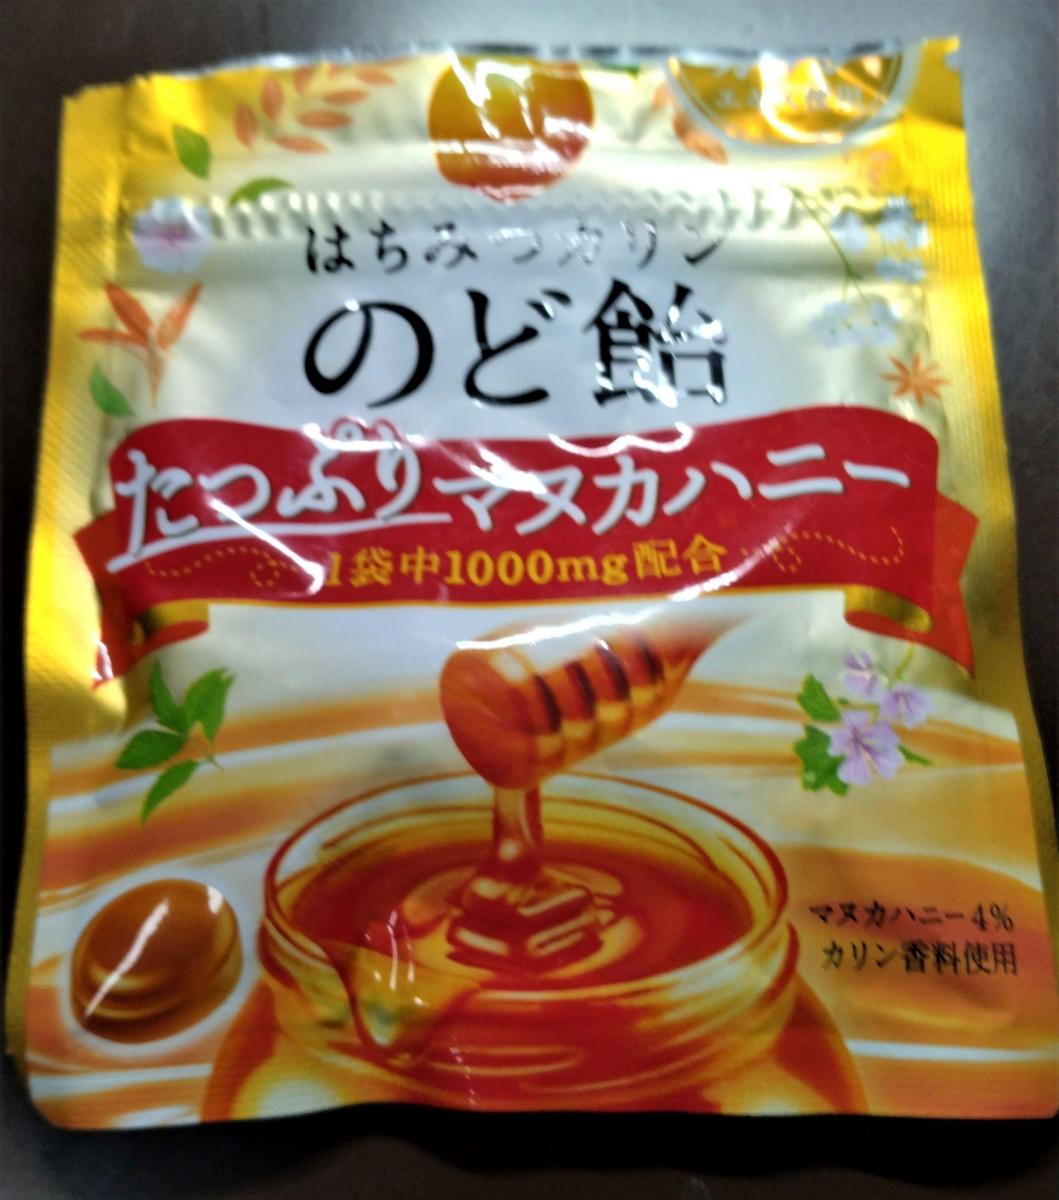 はちみつカリン
のど飴
たっぷりマヌカハニー
1袋中1000mg配合
マヌカハニー4%
カリン香料使用